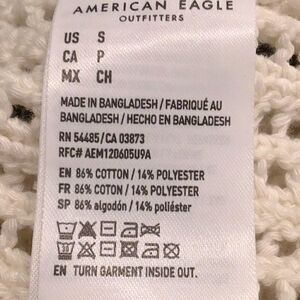 AMERICAN EAGLE
OUTFITTERS
US S
CA P
MX CH
MADE IN BANGLADESH / FABRIQUÉ AU
BANGLADESH / HECHO EN BANGLADESH
RN 54485/CA 03873
RFC# AEM120605U9A
EN 86% COTTON / 14% POLYESTER
FR 86% COTON / 14% POLYESTER
SP 86% algodón / 14% poliéster
30
EN TURN GARMENT INSIDE OUT.